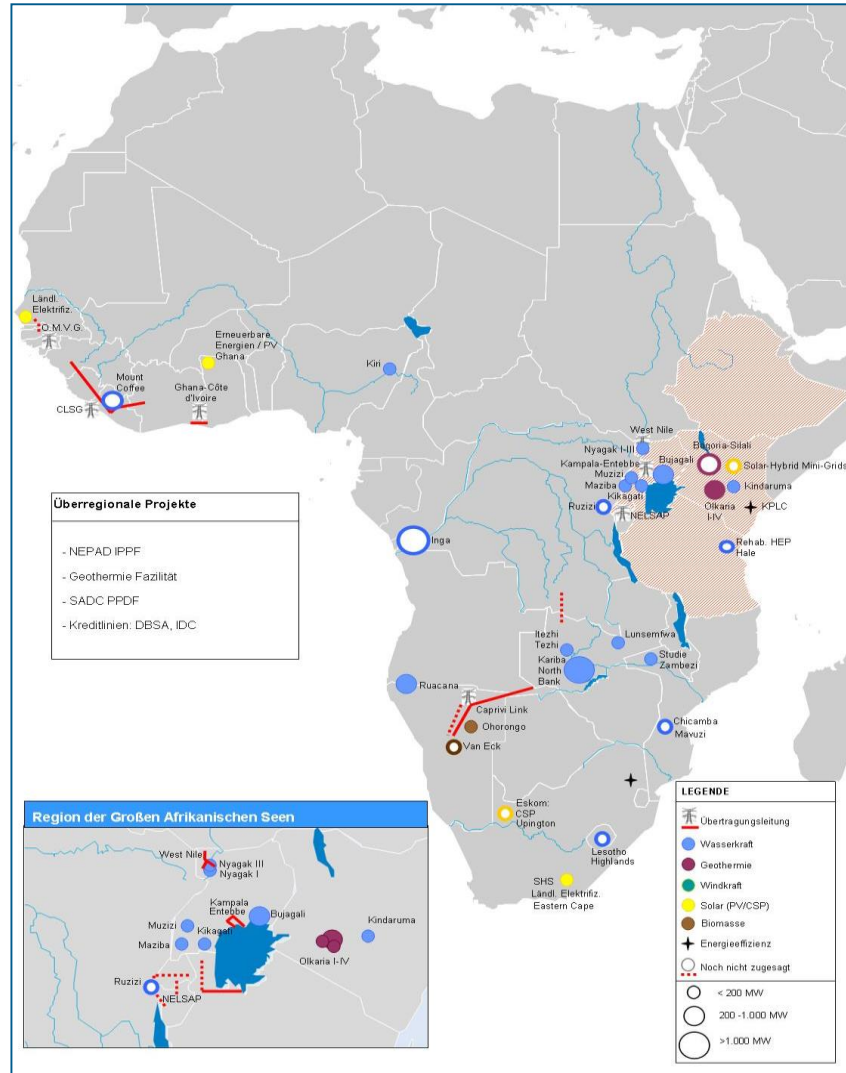 Ländl.
Elektrifiz.
O.M.V.G.
Mount
Coffee
CLSG
Erneuerbare
Energien / PV
Ghana
Ghana-Côte
d'Ivoire
Kiri
West Nile
Nyagak I-III
Kampala-Entebbe
Muzizi
Maziba
Kikagati
Bujagali
Bagoria-Silali
Solar-Hybrid Mini-Grids
Kindaruma
Olkaria
I-IV
KPLC
Ruzizi
NELSAP
Rehab. HEP
Hale
Inga
Überregionale Projekte
- NEPAD IPPF
- Geothermie Fazilität
- SADC PPDF
- Kreditlinien: DBSA, IDC
Itezhi
Tezhi
Lunsemfwa
Kariba
North
Bank
Studie
Zambezi
Ruacana
Caprivi Link
Ohorongo
Van Eck
Chicamba
Mavuzi
Eskom:
CSP
Upington
Lesotho
Highlands
SHS
Ländl. Elektrifiz.
Eastern Cape
Region der Großen Afrikanischen Seen
West Nile
Nyagak III
Nyagak I
Kampala
Entebbe
Bujagali
Muzizi
Kikagati
Maziba
Kindaruma
Olkaria I-IV
Ruzizi
NELSAP
LEGENDE
Übertragungsleitung
Wasserkraft
Geothermie
Windkraft
Solar (PV/CSP)
Biomasse
Energieeffizienz
Noch nicht zugesagt
< 200 MW
200 -1.000 MW
>1.000 MW